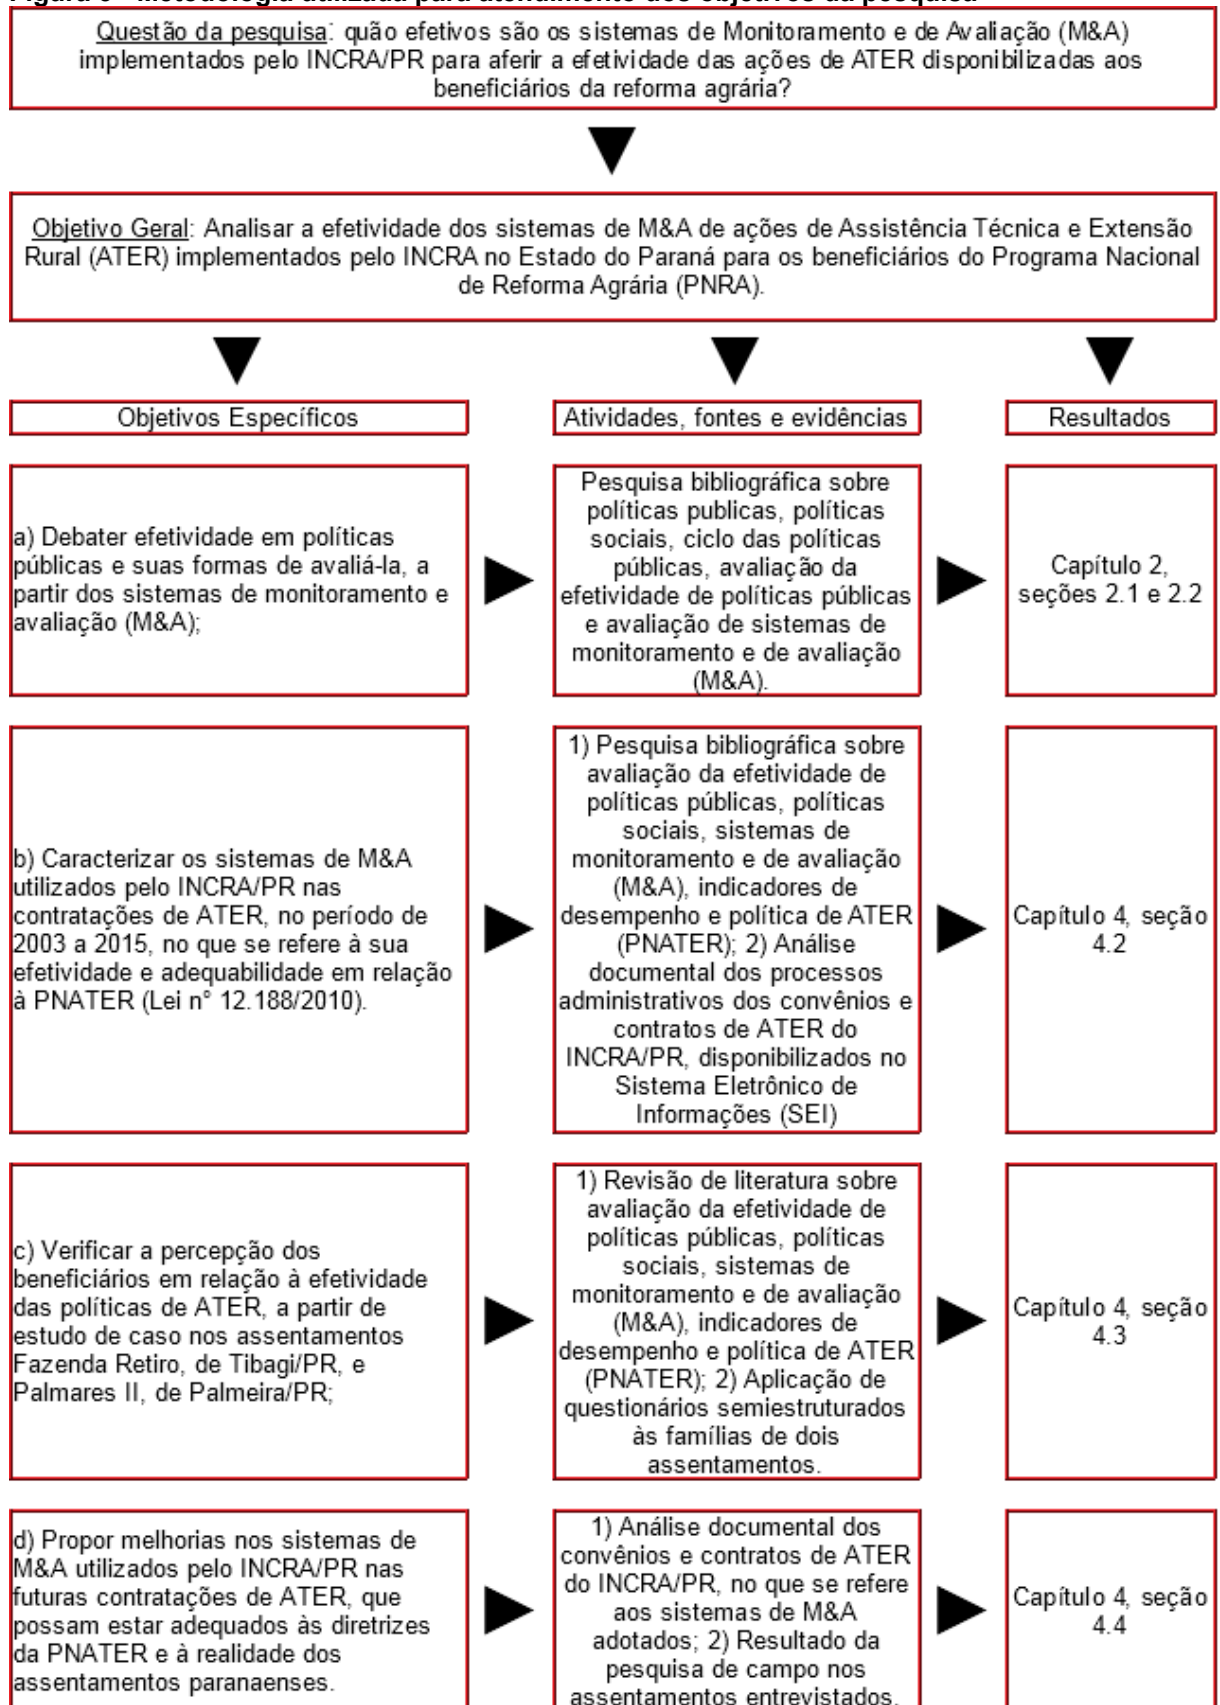 Figura 5 - Metodologia utilizada para atendimento dos objetivos da pesquisa
Questão da pesquisa: quão efetivos são os sistemas de Monitoramento e de Avaliação (M&A)
implementados pelo INCRA/PR para aferir a efetividade das ações de ATER disponibilizadas aos
beneficiários da reforma agrária?
Objetivo Geral: Analisar a efetividade dos sistemas de M&A de ações de Assistência Técnica e Extensão
Rural (ATER) implementados pelo INCRA no Estado do Paraná para os beneficiários do Programa Nacional
de Reforma Agrária (PNRA).
Objetivos Específicos
Atividades, fontes e evidências
Resultados
a) Debater efetividade em políticas
públicas e suas formas de avaliá-la, a
partir dos sistemas de monitoramento e
avaliação (M&A);
Pesquisa bibliográfica sobre
políticas publicas, políticas
sociais, ciclo das políticas
públicas, avaliação da
efetividade de políticas públicas
e avaliação de sistemas de
monitoramento e de avaliação
(M&A).
Capítulo 2,
seções 2.1 e 2.2
b) Caracterizar os sistemas de M&A
utilizados pelo INCRA/PR nas
contratações de ATER, no período de
2003 a 2015, no que se refere à sua
efetividade e adequabilidade em relação
à PNATER (Lei n° 12.188/2010).
1) Pesquisa bibliográfica sobre
avaliação da efetividade de
políticas públicas, políticas
sociais, sistemas de
monitoramento e de avaliação
(M&A), indicadores de
desempenho e política de ATER
(PNATER); 2) Análise
documental dos processos
administrativos dos convênios e
contratos de ATER do
INCRA/PR, disponibilizados no
Sistema Eletrônico de
Informações (SEI)
Capítulo 4, seção
4.2
c) Verificar a percepção dos
beneficiários em relação à efetividade
das políticas de ATER, a partir de
estudo de caso nos assentamentos
Fazenda Retiro, de Tibagi/PR, e
Palmares II, de Palmeira/PR;
1) Revisão de literatura sobre
avaliação da efetividade de
políticas públicas, políticas
sociais, sistemas de
monitoramento e de avaliação
(M&A), indicadores de
desempenho e política de ATER
(PNATER); 2) Aplicação de
questionários semiestruturados
às famílias de dois
assentamentos.
Capítulo 4, seção
4.3
d) Propor melhorias nos sistemas de
M&A utilizados pelo INCRA/PR nas
futuras contratações de ATER, que
possam estar adequados às diretrizes
da PNATER e à realidade dos
assentamentos paranaenses.
1) Análise documental dos
convênios e contratos de ATER
do INCRA/PR, no que se refere
aos sistemas de M&A
adotados; 2) Resultado da
pesquisa de campo nos
assentamentos entrevistados.
Capítulo 4, seção
4.4